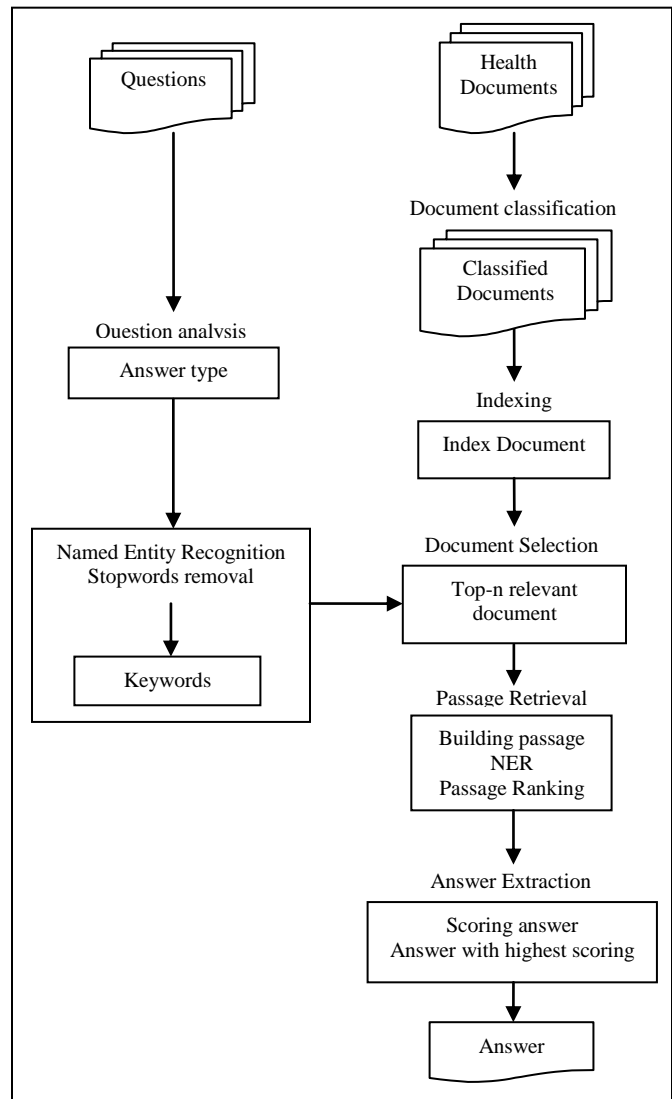 Questions
Health
Documents
Document classification
Classified
Documents
Question analysis
Answer type
Indexing
Index Document
Named Entity Recognition
Stopwords removal
Keywords
Document Selection
Top-n relevant
document
Passage Retrieval
Building passage
NER
Passage Ranking
Answer Extraction
Scoring answer
Answer with highest scoring
Answer